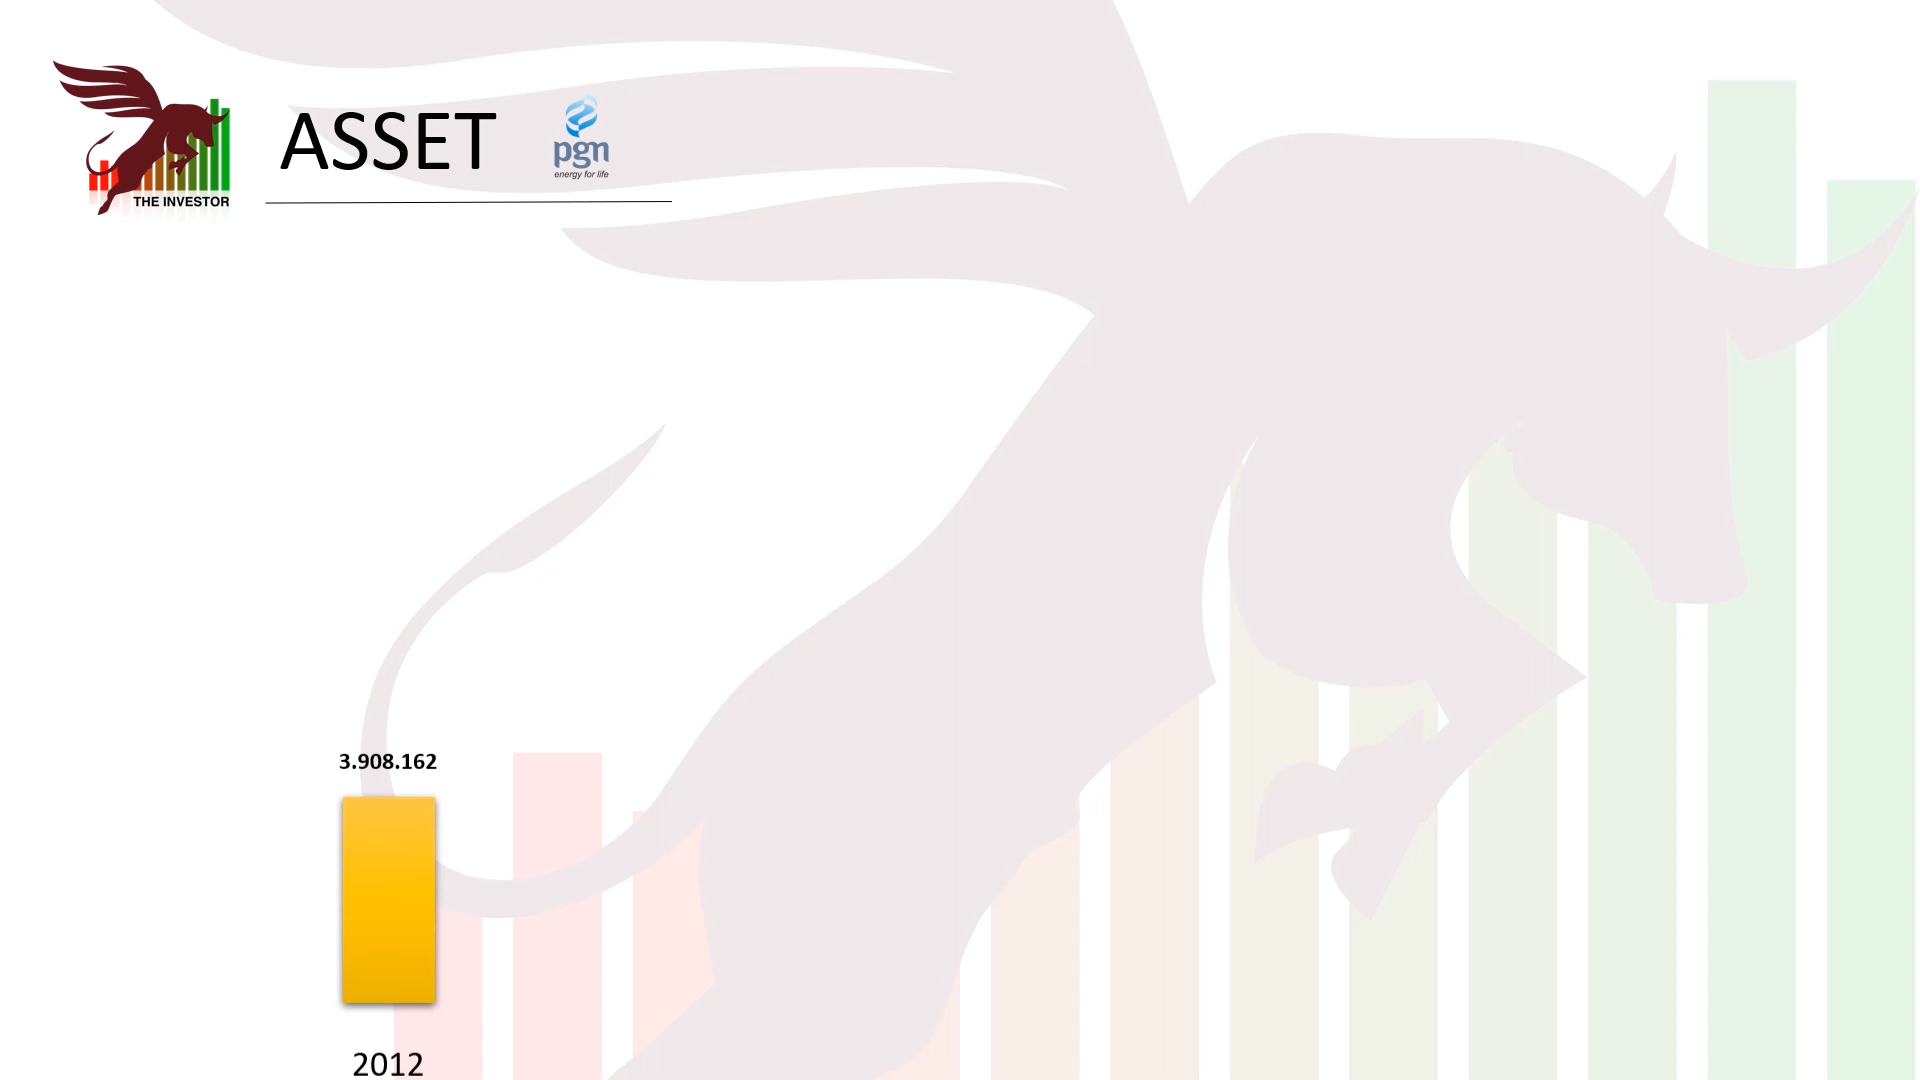 ASSET
pgn
energy for life
THE INVESTOR
3.908.162
2012